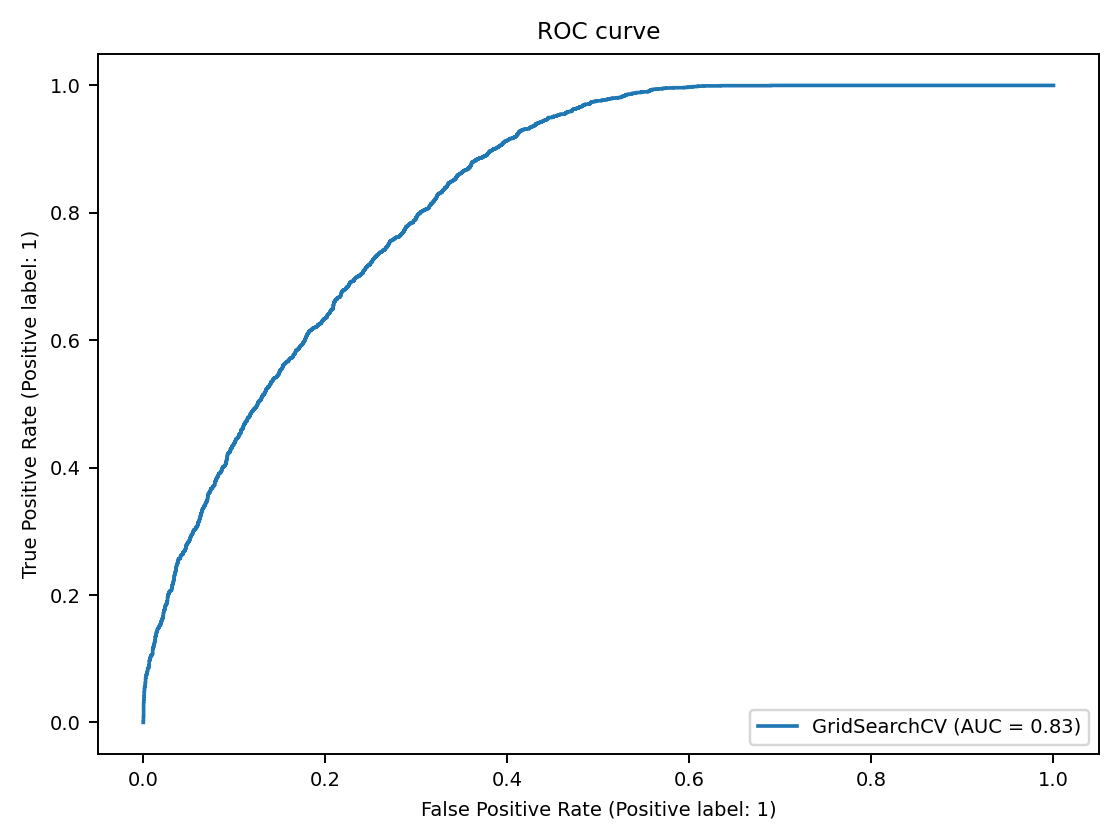 ROC curve
True Positive Rate (Positive label: 1)
1.0
0.8
0.6
0.4
0.2
0.0
0.0 0.2 0.4 0.6 0.8 1.0
False Positive Rate (Positive label: 1)
GridSearchCV (AUC = 0.83)